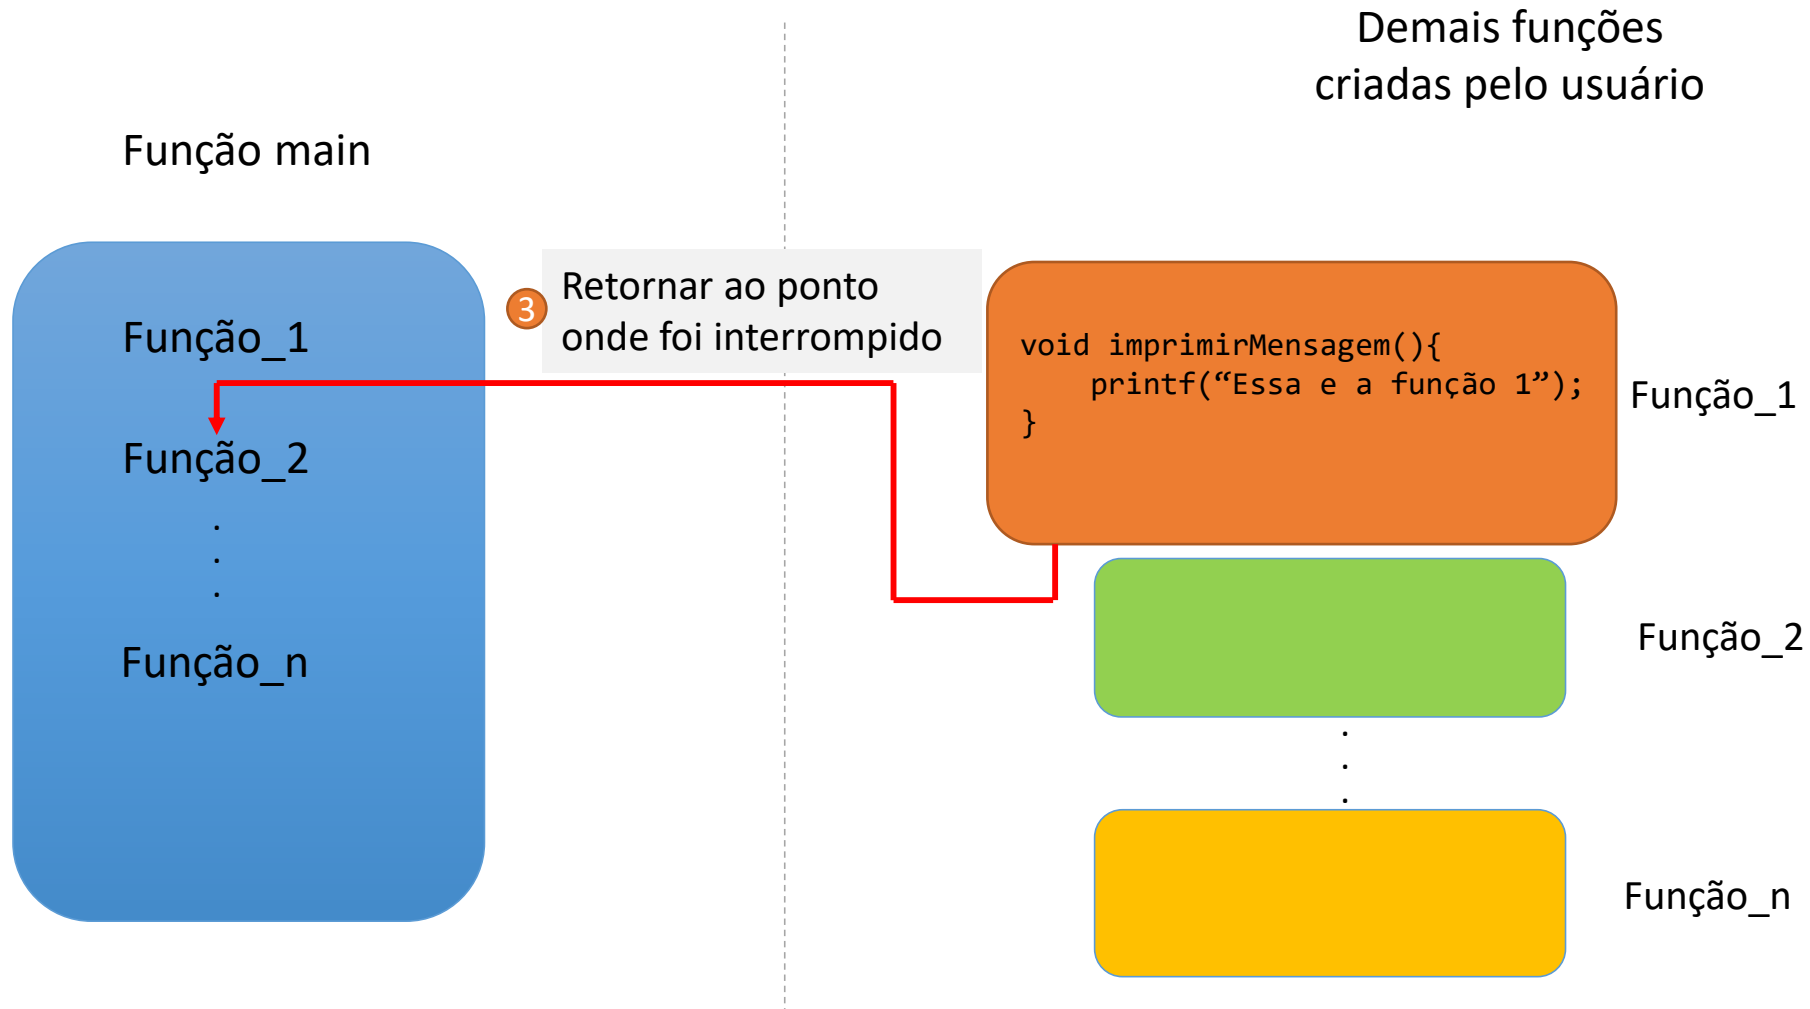 Demais funções
criadas pelo usuário
Função main
Função_1
Função_2
.
.
.
Função_n
3
Retornar ao ponto
onde foi interrompido
void imprimirMensagem(){
printf(“Essa e a função 1”);
}
Função_1
Função_2
.
.
.
Função_n